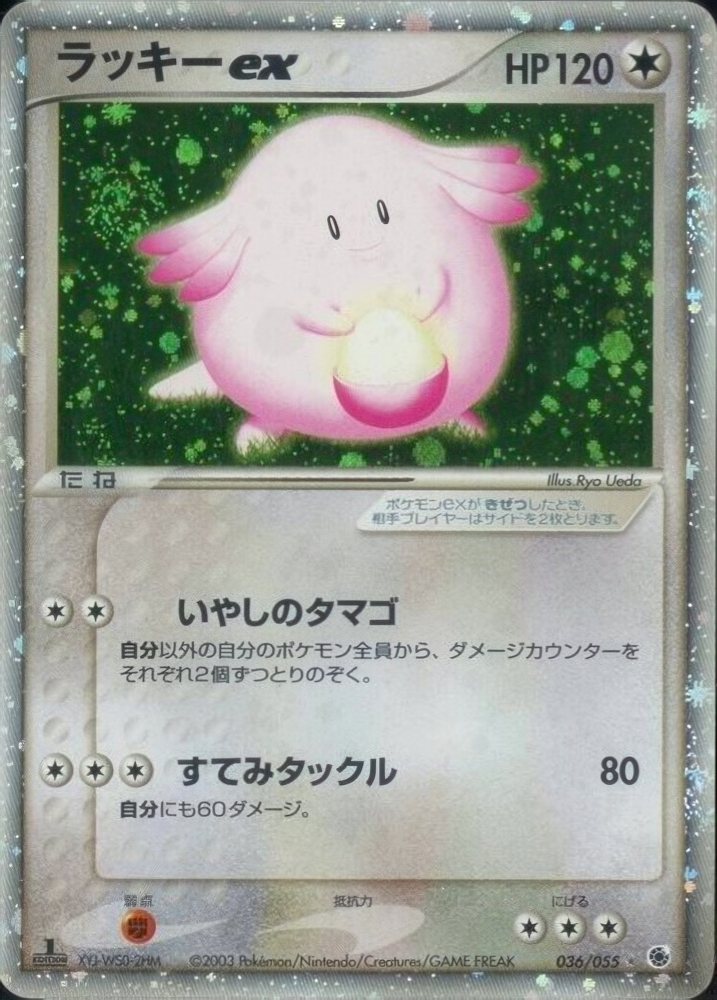 ラッキーex HP120
たね
Illus. Ryo Ueda
ポケモンexが きぜつしたとき、
相手プレイヤーはサイドを2枚とります。
いやしのタマゴ
自分以外の自分のポケモン全員から、ダメージカウンターを
それぞれ2個ずつとりのぞく。
すてみタックル 80
自分にも60ダメージ。
弱点 抵抗力 にげる
1 EDITION XYJ-WS0-2HM ©2003 Pokémon/Nintendo/Creatures/GAME FREAK 036/055